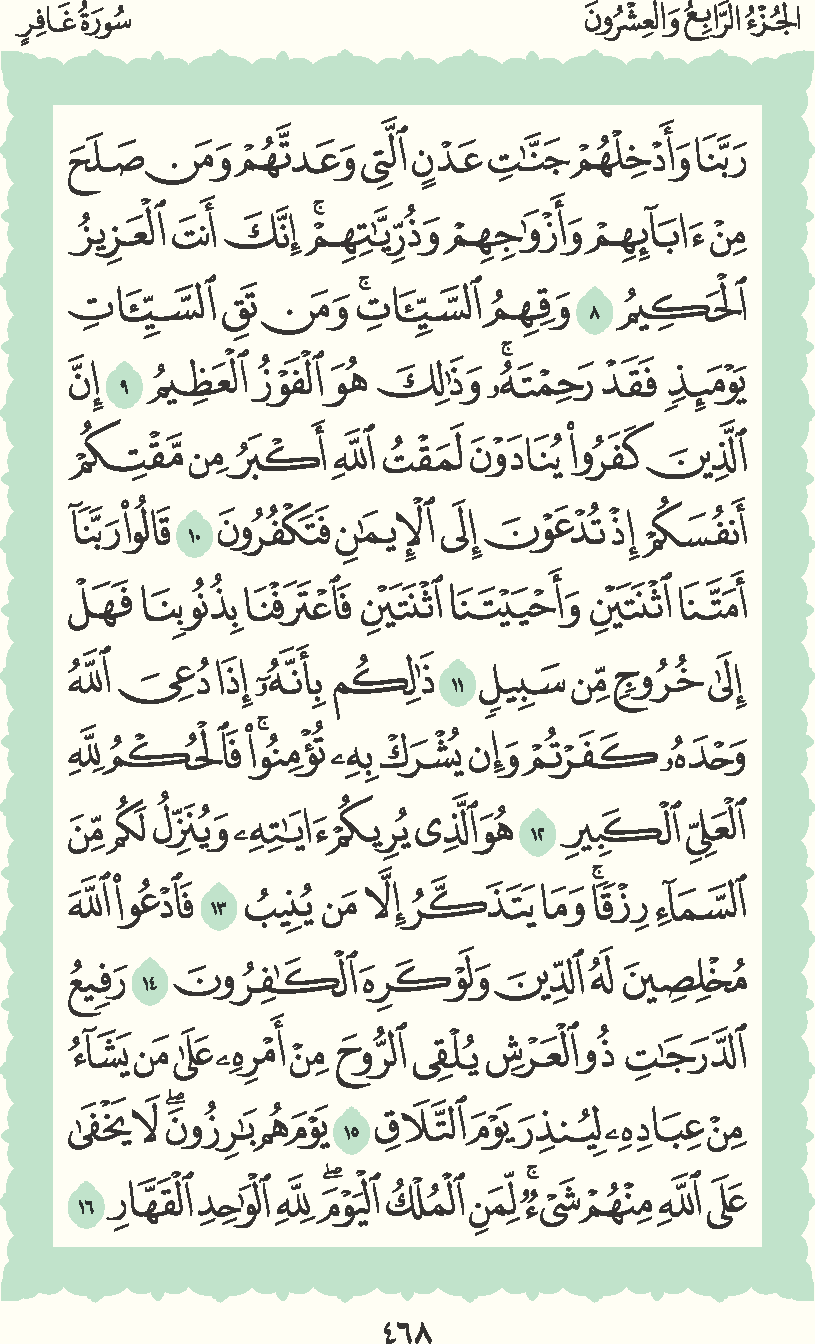 الجُزْءُ الرَّابِعُ وَالعِشْرُونَ
سُورَةُ غَافِرٍ
رَبَّنَا وَأَدْخِلْهُمْ جَنَّٰتِ عَدْنٍ ٱلَّتِى وَعَدتَّهُمْ وَمَن صَلَحَ
مِنْ ءَابَآئِهِمْ وَأَزْوَٰجِهِمْ وَذُرِّيَّٰتِهِمْ ۚ إِنَّكَ أَنتَ ٱلْعَزِيزُ
ٱلْحَكِيمُ ٨ وَقِهِمُ ٱلسَّيِّـَٔاتِ ۚ وَمَن تَقِ ٱلسَّيِّـَٔاتِ
يَوْمَئِذٍ فَقَدْ رَحِمْتَهُۥ ۚ وَذَٰلِكَ هُوَ ٱلْفَوْزُ ٱلْعَظِيمُ ٩ إِنَّ
ٱلَّذِينَ كَفَرُوا۟ يُنَادَوْنَ لَمَقْتُ ٱللَّهِ أَكْبَرُ مِن مَّقْتِكُمْ
أَنفُسَكُمْ إِذْ تُدْعَوْنَ إِلَى ٱلْإِيمَٰنِ فَتَكْفُرُونَ ١٠ قَالُوا۟ رَبَّنَآ
أَمَتَّنَا ٱثْنَتَيْنِ وَأَحْيَيْتَنَا ٱثْنَتَيْنِ فَٱعْتَرَفْنَا بِذُنُوبِنَا فَهَلْ
إِلَىٰ خُرُوجٍ مِّن سَبِيلٍ ١١ ذَٰلِكُم بِأَنَّهُۥٓ إِذَا دُعِىَ ٱللَّهُ
وَحْدَهُۥ كَفَرْتُمْ وَإِن يُشْرَكْ بِهِۦ تُؤْمِنُوا۟ ۚ فَٱلْحُكْمُ لِلَّهِ
ٱلْعَلِىِّ ٱلْكَبِيرِ ١٢ هُوَ ٱلَّذِى يُرِيكُمْ ءَايَٰتِهِۦ وَيُنَزِّلُ لَكُم مِّنَ
ٱلسَّمَآءِ رِزْقًا ۚ وَمَا يَتَذَكَّرُ إِلَّا مَن يُنِيبُ ١٣ فَٱدْعُوا۟ ٱللَّهَ
مُخْلِصِينَ لَهُ ٱلدِّينَ وَلَوْ كَرِهَ ٱلْكَٰفِرُونَ ١٤ رَفِيعُ
ٱلدَّرَجَٰتِ ذُو ٱلْعَرْشِ يُلْقِى ٱلرُّوحَ مِنْ أَمْرِهِۦ عَلَىٰ مَن يَشَآءُ
مِنْ عِبَادِهِۦ لِيُنذِرَ يَوْمَ ٱلتَّلَاقِ ١٥ يَوْمَ هُم بَٰرِزُونَ ۖ لَا يَخْفَىٰ
عَلَى ٱللَّهِ مِنْهُمْ شَىْءٌ ۚ لِّمَنِ ٱلْمُلْكُ ٱلْيَوْمَ ۖ لِلَّهِ ٱلْوَٰحِدِ ٱلْقَهَّارِ ١٦
٤٦٨